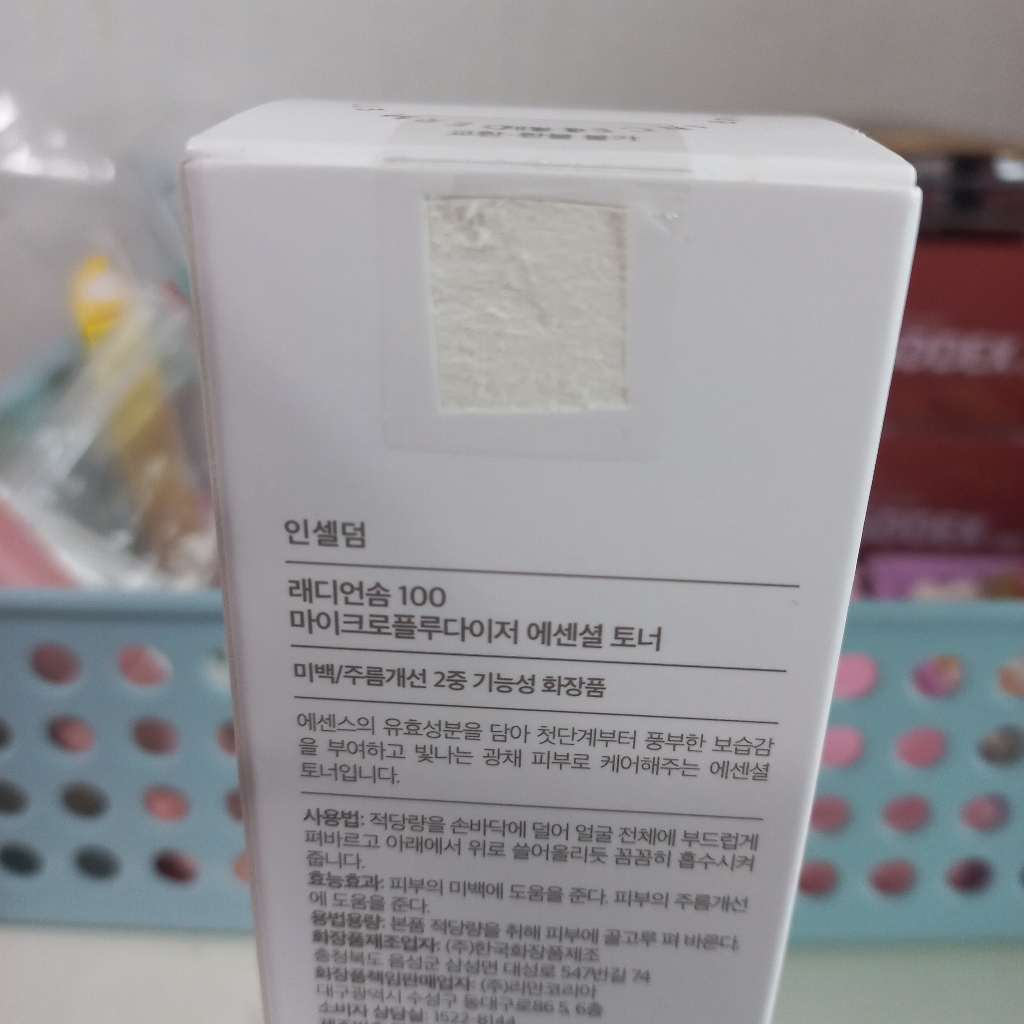 인셀덤
래디언솜 100
마이크로플루다이저 에센셜 토너
미백/주름개선 2중 기능성 화장품
에센스의 유효성분을 담아 첫단계부터 풍부한 보습감
을 부여하고 빛나는 광채 피부로 케어해주는 에센셜
토너입니다.
사용법: 적당량을 손바닥에 덜어 얼굴 전체에 부드럽게
펴바르고 아래에서 위로 쓸어올리듯 꼼꼼히 흡수시켜
줍니다.
효능효과: 피부의 미백에 도움을 준다. 피부의 주름개선
에 도움을 준다.
용법용량: 본품 적당량을 취해 피부에 골고루 펴 바른다.
화장품제조업자: (주)한국화장품제조
충청북도 음성군 삼성면 대성로 547번길 74
화장품책임판매업자: (주)리만코리아
대구광역시 수성구 동대구로86 5, 6층
소비자 상담실: 1522-8144